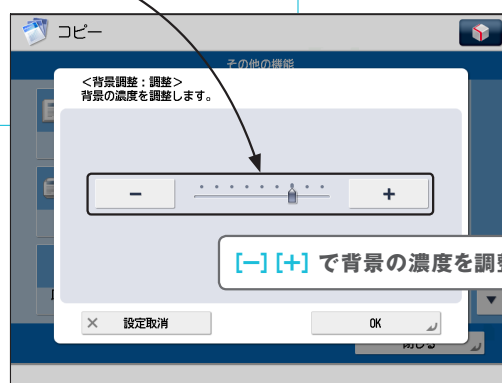 コピー
その他の機能
<背景調整：調整>
背景の濃度を調整します。
－ ＋
[－] [＋] で背景の濃度を調整
× 設定取消 OK
閉じる